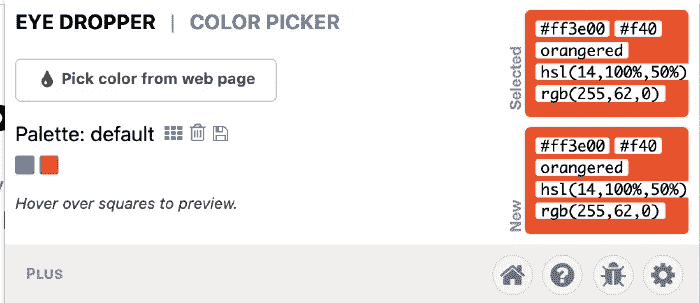 EYE DROPPER | COLOR PICKER
Pick color from web page
Palette: default
Hover over squares to preview.
Selected
#ff3e00 #f40
orangered
hsl(14,100%,50%)
rgb(255,62,0)
New
#ff3e00 #f40
orangered
hsl(14,100%,50%)
rgb(255,62,0)
PLUS